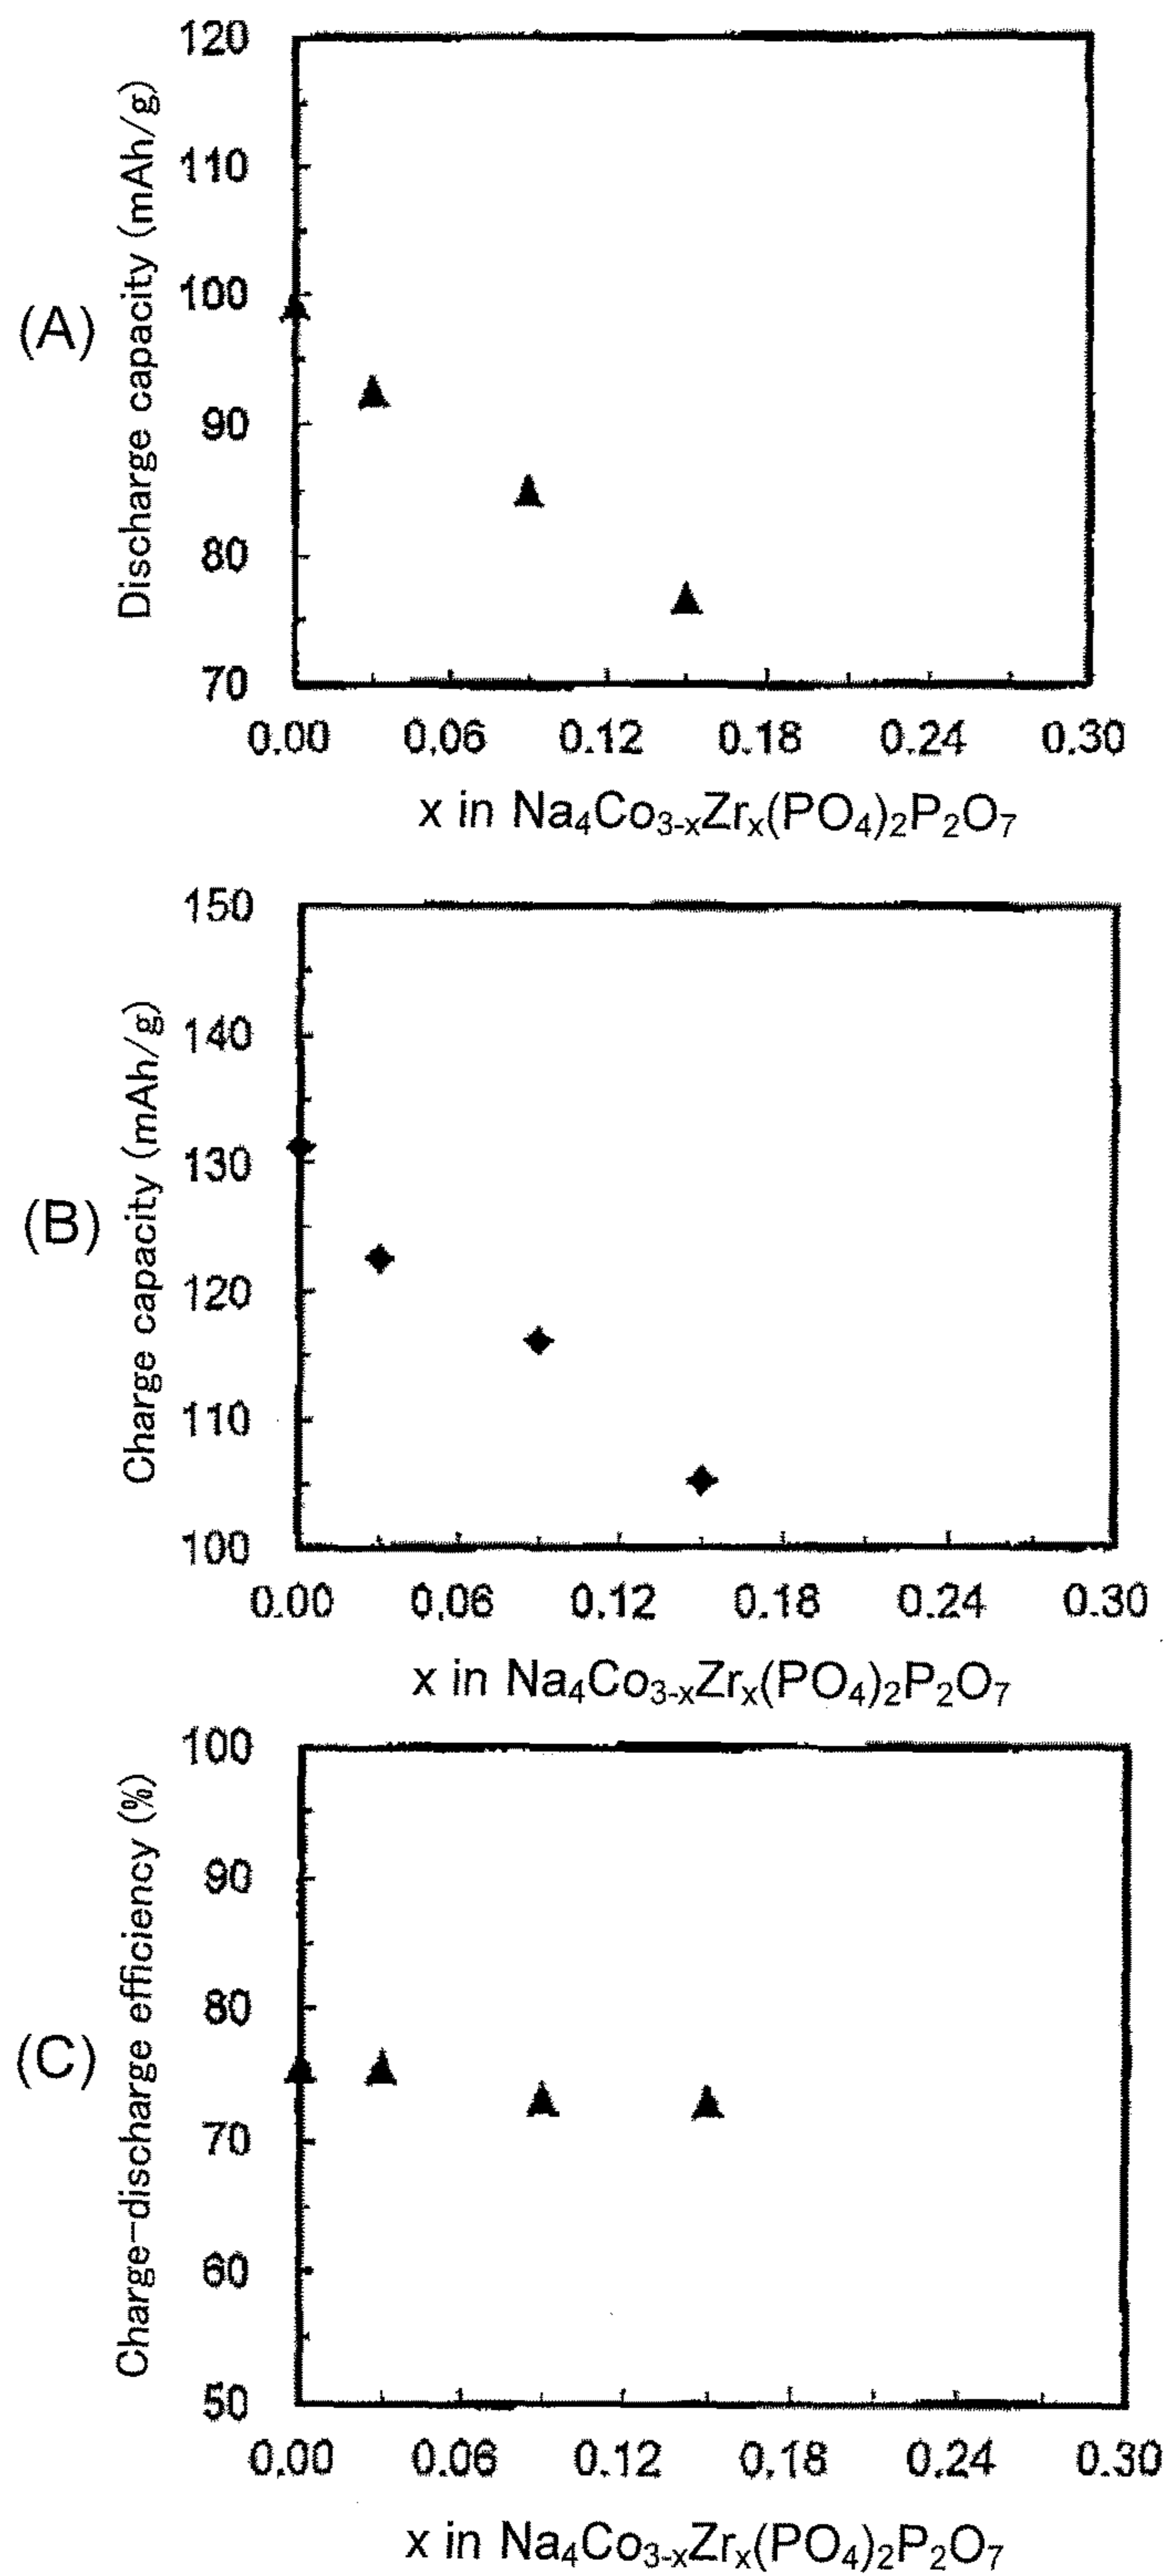 (A)
Discharge capacity (mAh/g)
120
110
100
90
80
70
0.00 0.06 0.12 0.18 0.24 0.30
x in Na₄Co₃₋ₓZrₓ(PO₄)₂P₂O₇
(B)
Charge capacity (mAh/g)
150
140
130
120
110
100
0.00 0.06 0.12 0.18 0.24 0.30
x in Na₄Co₃₋ₓZrₓ(PO₄)₂P₂O₇
(C)
Charge-discharge efficiency (%)
100
90
80
70
60
50
0.00 0.06 0.12 0.18 0.24 0.30
x in Na₄Co₃₋ₓZrₓ(PO₄)₂P₂O₇